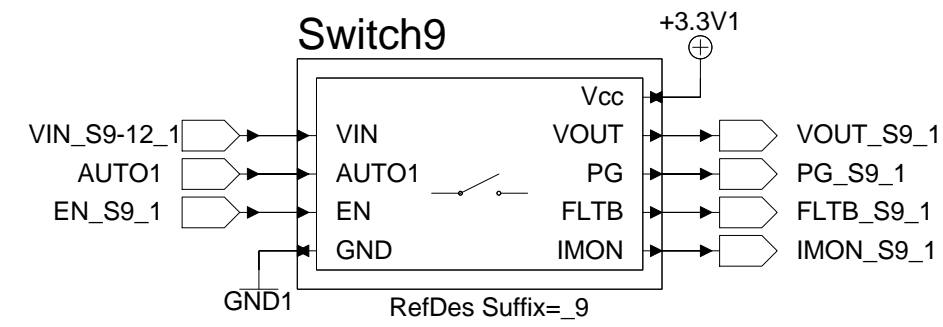 +3.3V1
Switch9
Vcc
VIN_S9-12_1 VIN VOUT VOUT_S9_1
AUTO1 AUTO1 PG PG_S9_1
EN_S9_1 EN FLTB FLTB_S9_1
GND IMON IMON_S9_1
GND1
RefDes Suffix=_9